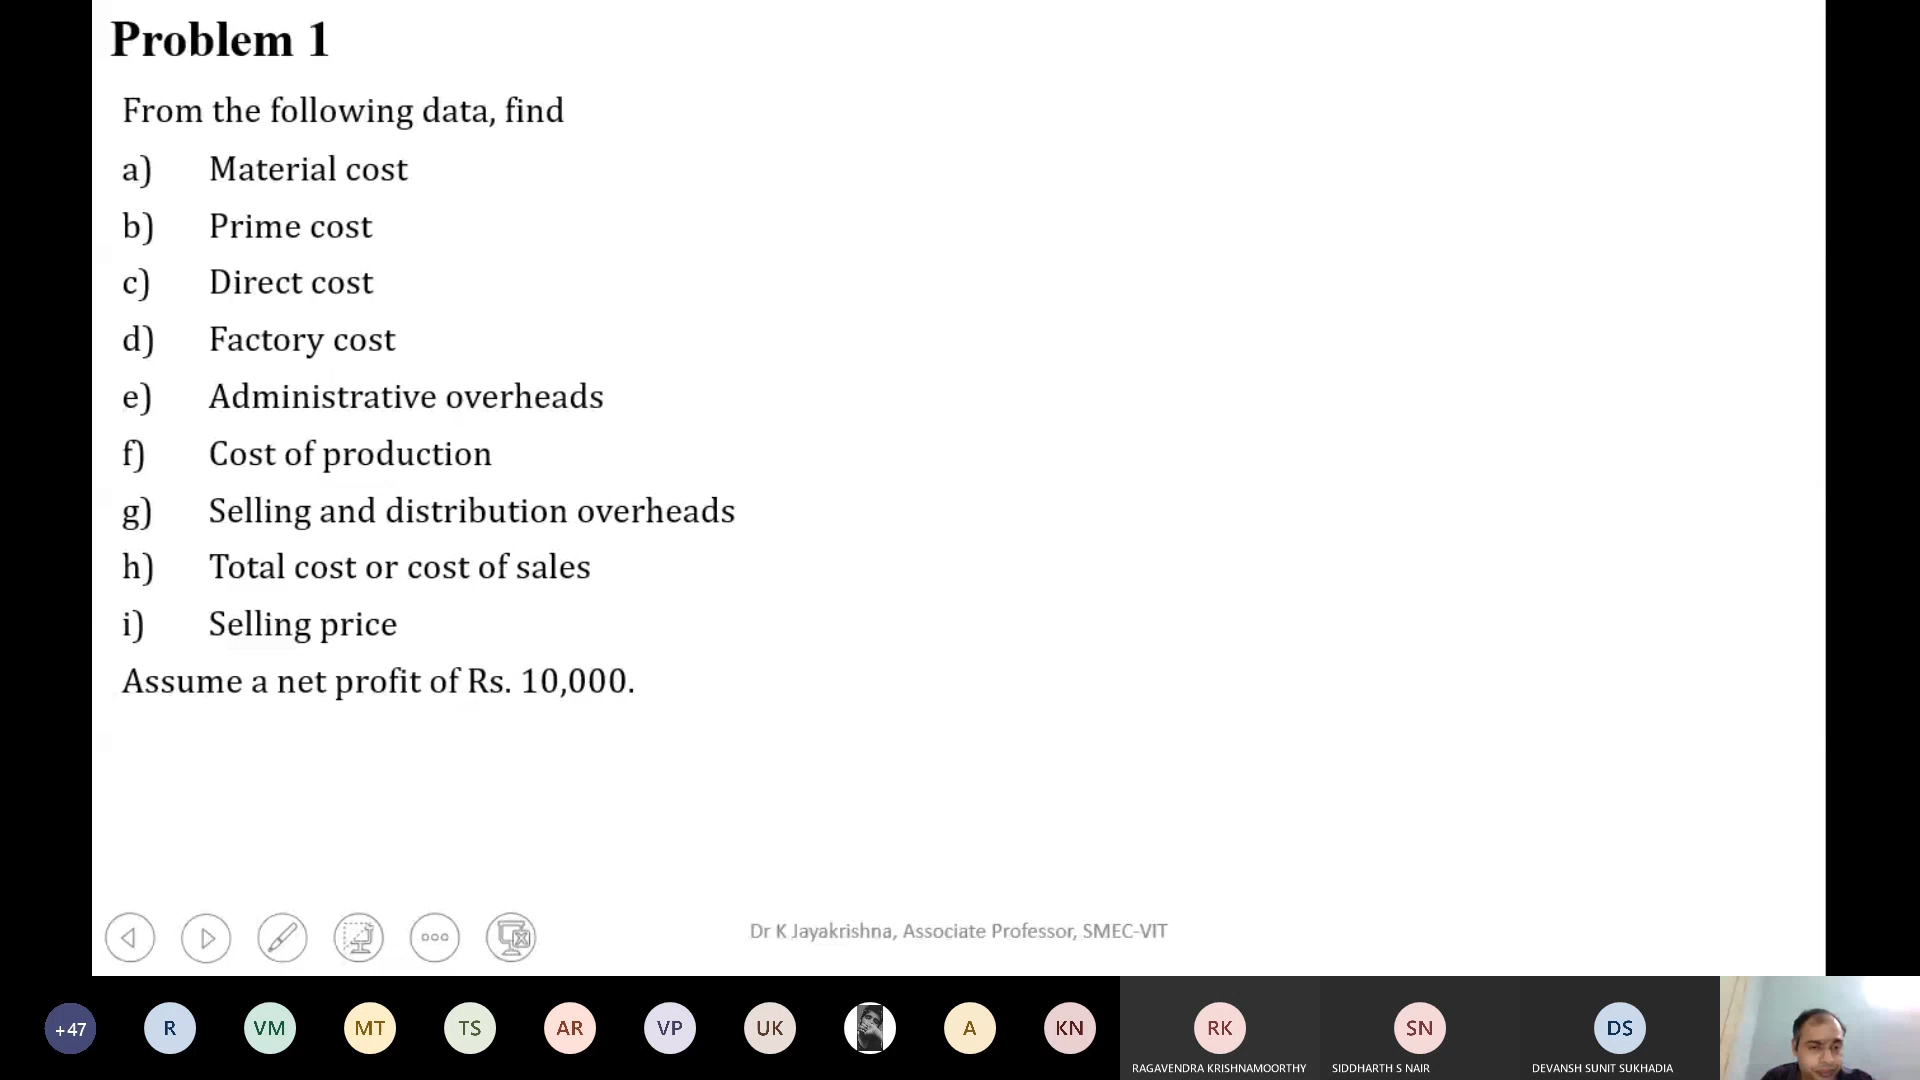 Problem 1
From the following data, find
a) Material cost
b) Prime cost
c) Direct cost
d) Factory cost
e) Administrative overheads
f) Cost of production
g) Selling and distribution overheads
h) Total cost or cost of sales
i) Selling price
Assume a net profit of Rs. 10,000.
Dr K Jayakrishna, Associate Professor, SMEC-VIT
+47 R VM MT TS AR VP UK A KN RK SN DS
RAGAVENDRA KRISHNAMOORTHY SIDDHARTH S NAIR DEVANSH SUNIT SUKHADIA